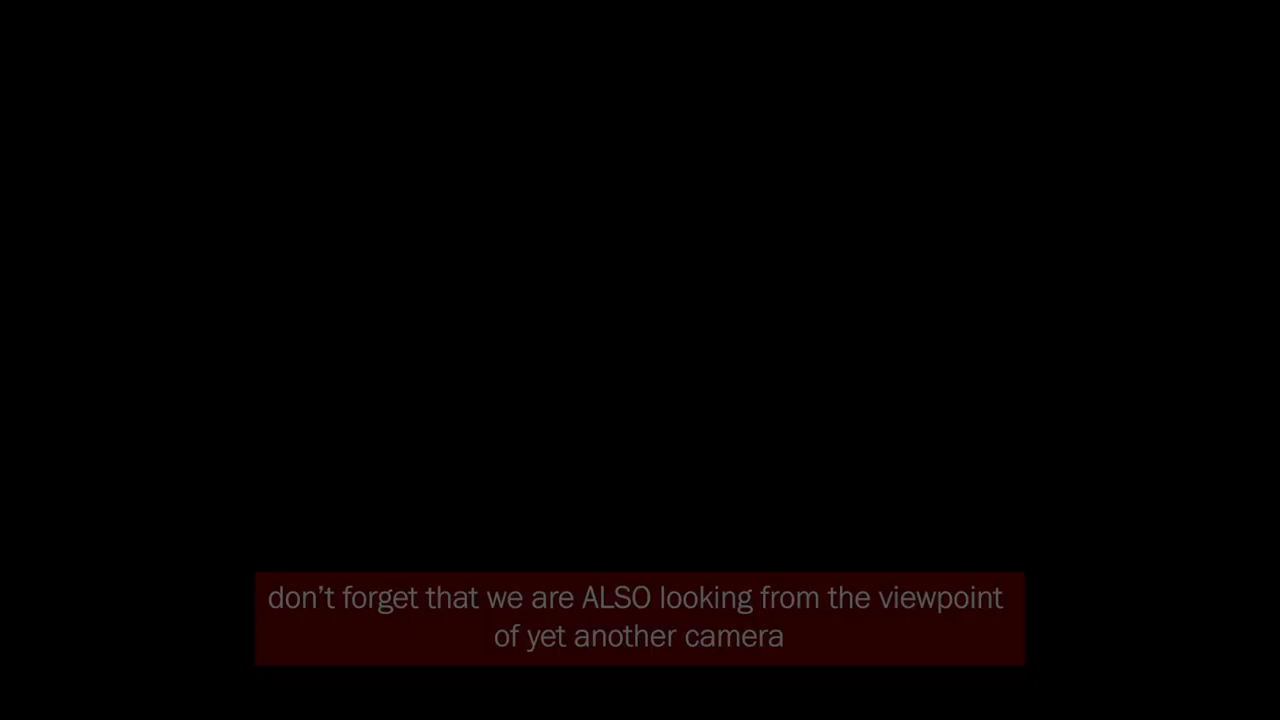 don’t forget that we are ALSO looking from the viewpoint
of yet another camera